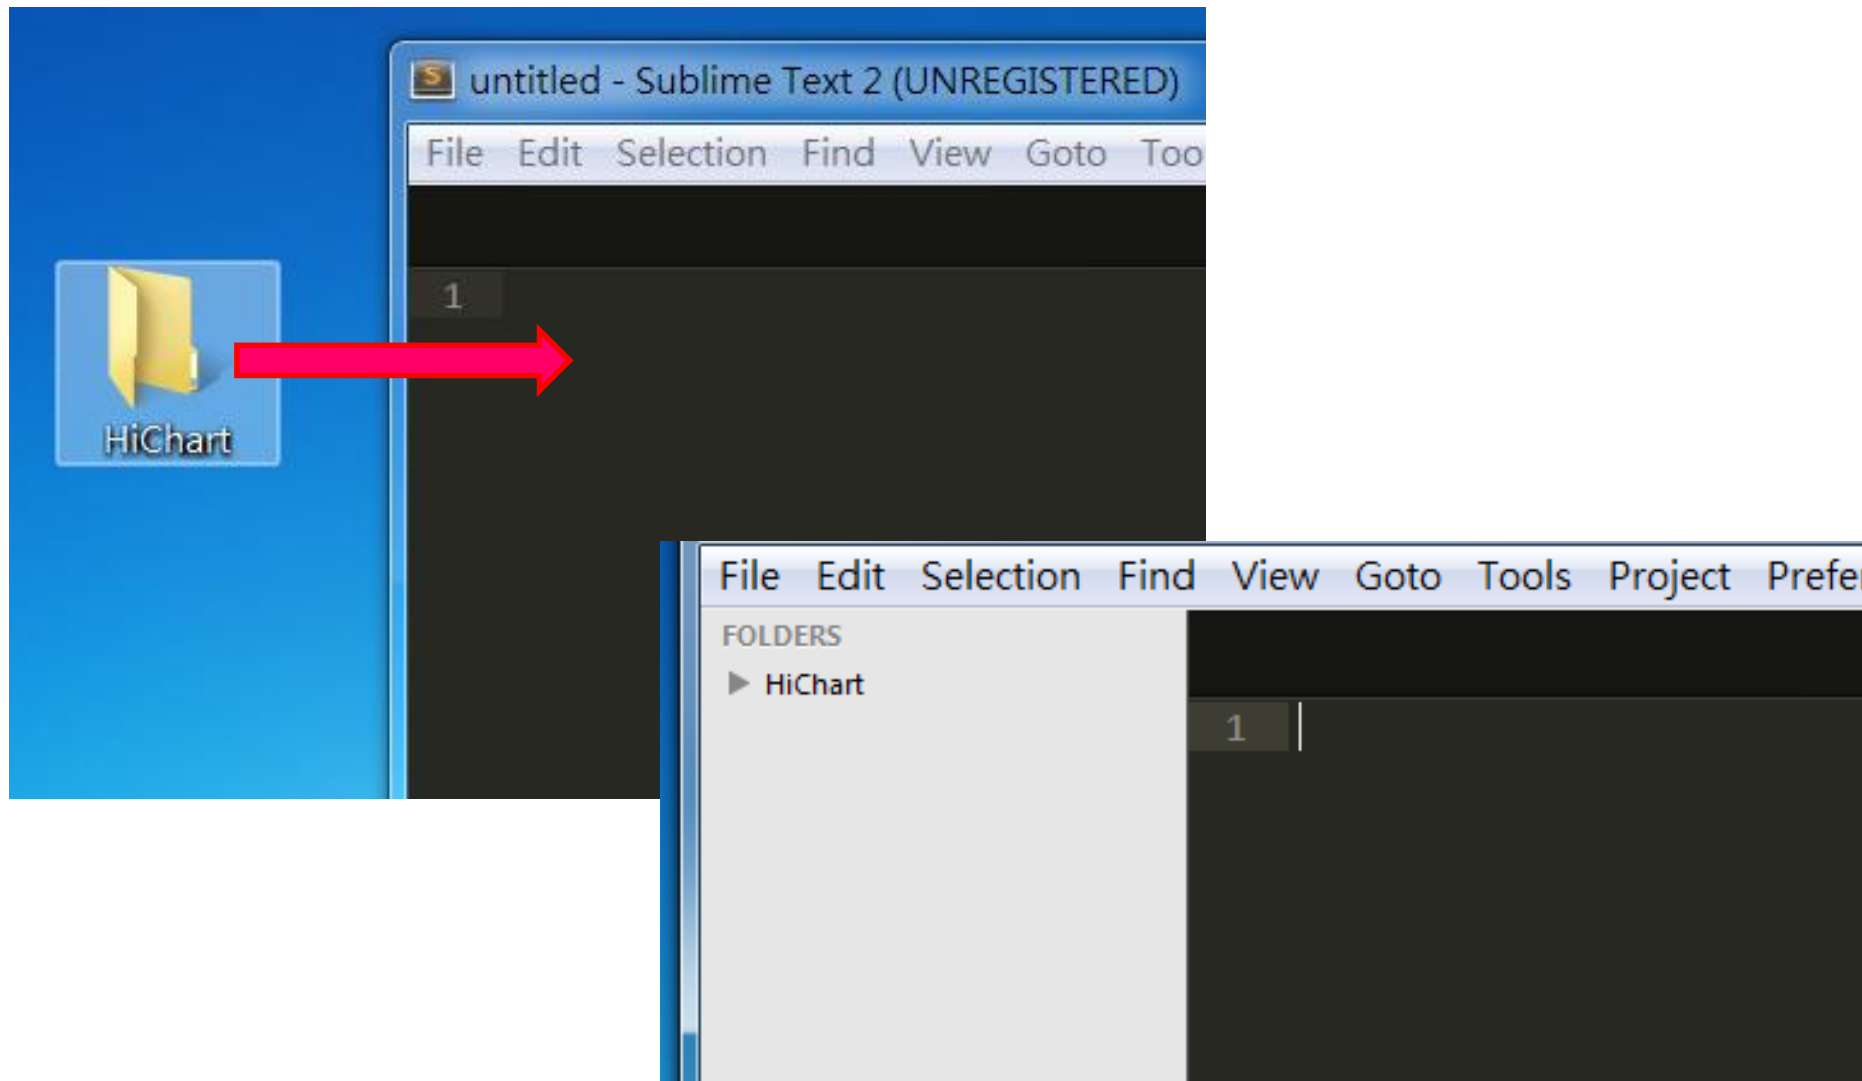 untitled - Sublime Text 2 (UNREGISTERED)
File Edit Selection Find View Goto Too
1
HiChart
File Edit Selection Find View Goto Tools Project Prefer
FOLDERS
HiChart
1